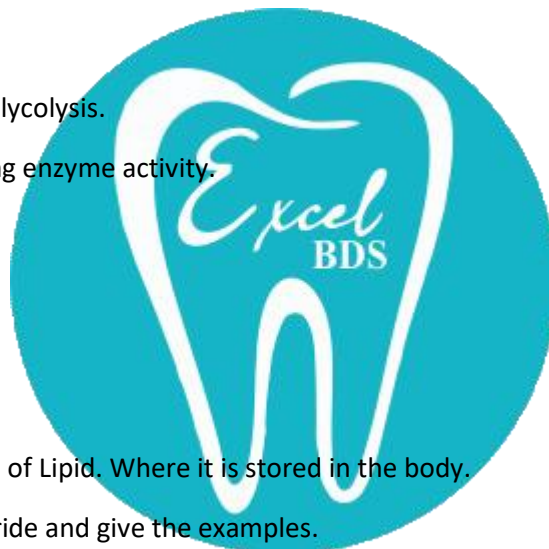 lycolysis.
g enzyme activity.
Excel
BDS
of Lipid. Where it is stored in the body.
ride and give the examples.